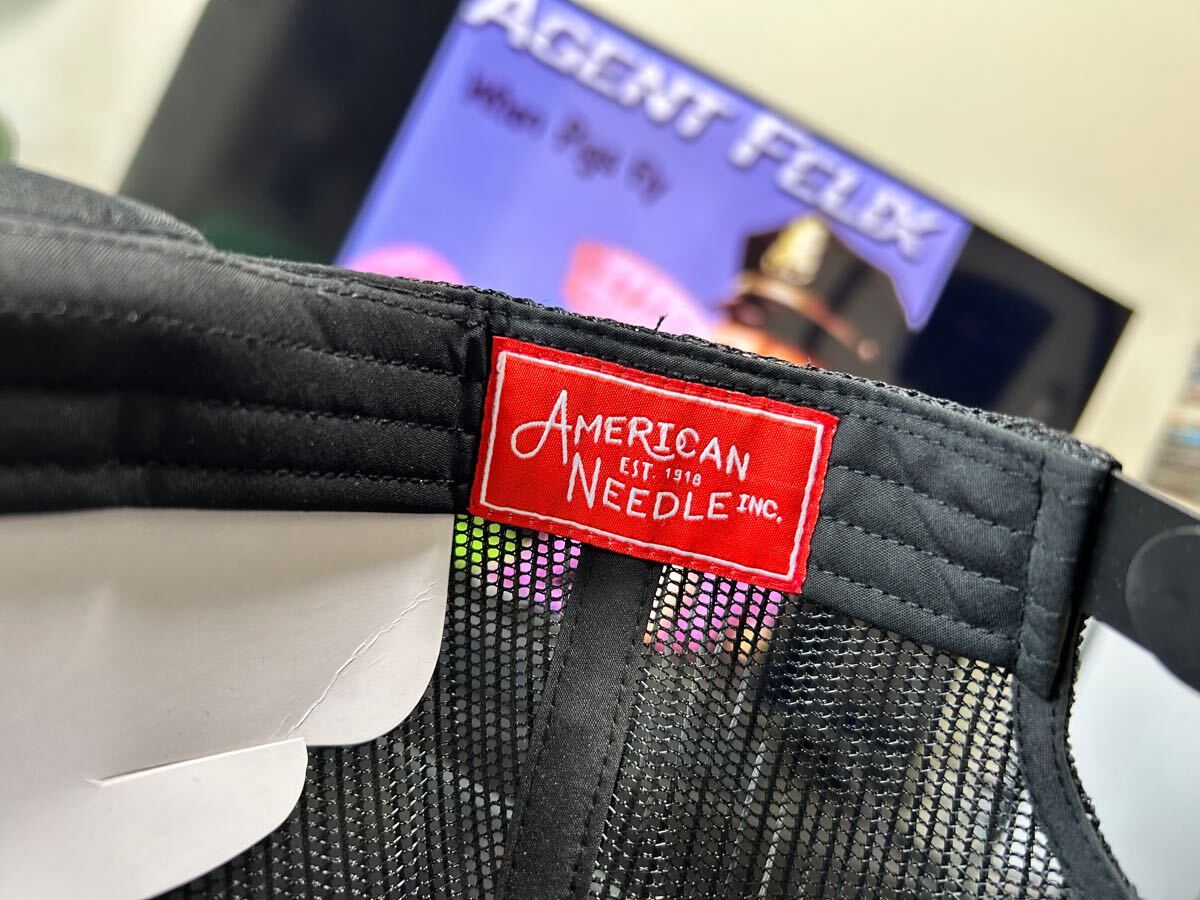 AGENT FELIX
When Pigs Fly
AMERICAN
EST 1918
NEEDLE INC.